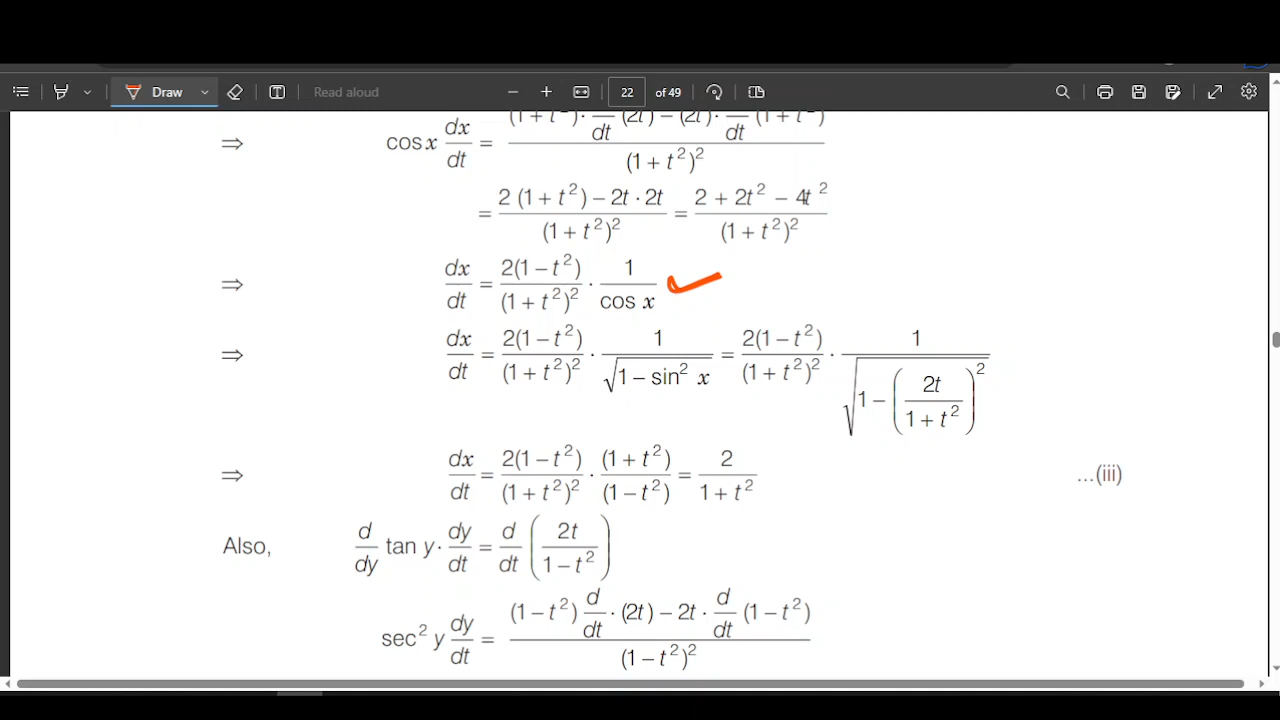 Draw
Read aloud
22 of 49
⇒ cos x dx/dt = ((1 + t²) · d/dt (2t) − (2t) · d/dt (1 + t²)) / (1 + t²)²
= (2 (1 + t²) − 2t · 2t) / (1 + t²)² = (2 + 2t² − 4t²) / (1 + t²)²
⇒ dx/dt = 2(1 − t²) / (1 + t²)² · 1 / cos x
⇒ dx/dt = 2(1 − t²) / (1 + t²)² · 1 / √(1 − sin² x) = 2(1 − t²) / (1 + t²)² · 1 / √(1 − (2t / (1 + t²))²)
⇒ dx/dt = 2(1 − t²) / (1 + t²)² · (1 + t²) / (1 − t²) = 2 / (1 + t²) ...(iii)
Also, d/dy tan y · dy/dt = d/dt (2t / (1 − t²))
sec² y dy/dt = ((1 − t²) d/dt · (2t) − 2t · d/dt (1 − t²)) / (1 − t²)²